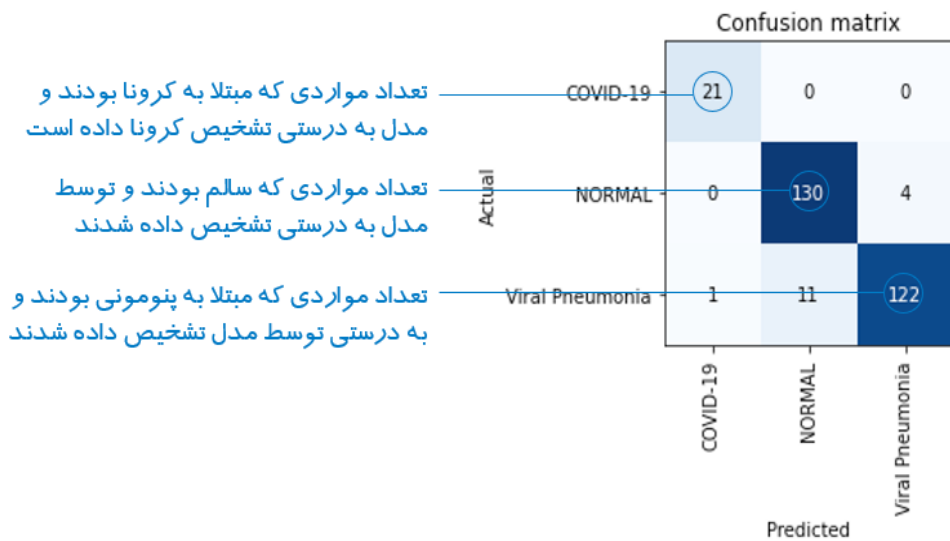 Confusion matrix
تعداد مواردی که مبتلا به کرونا بودند و
مدل به درستی تشخیص کرونا داده است
تعداد مواردی که سالم بودند و توسط
مدل به درستی تشخیص داده شدند
تعداد مواردی که مبتلا به پنومونی بودند و
به درستی توسط مدل تشخیص داده شدند
Actual
COVID-19 21 0 0
NORMAL 0 130 4
Viral Pneumonia 1 11 122
COVID-19
NORMAL
Viral Pneumonia
Predicted